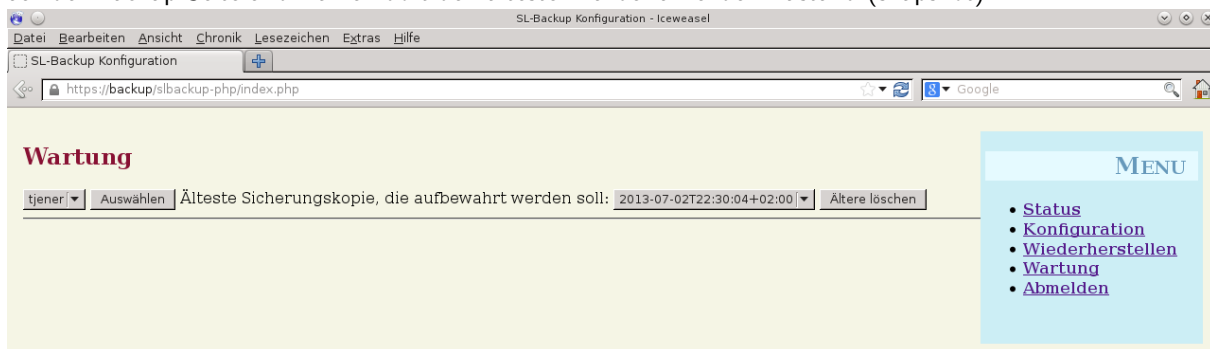 SL-Backup Konfiguration - Iceweasel
Datei Bearbeiten Ansicht Chronik Lesezeichen Extras Hilfe
SL-Backup Konfiguration
https://backup/slbackup-php/index.php
Google
Wartung
tjener Auswählen Älteste Sicherungskopie, die aufbewahrt werden soll: 2013-07-02T22:30:04+02:00 Ältere löschen
MENU
Status
Konfiguration
Wiederherstellen
Wartung
Abmelden